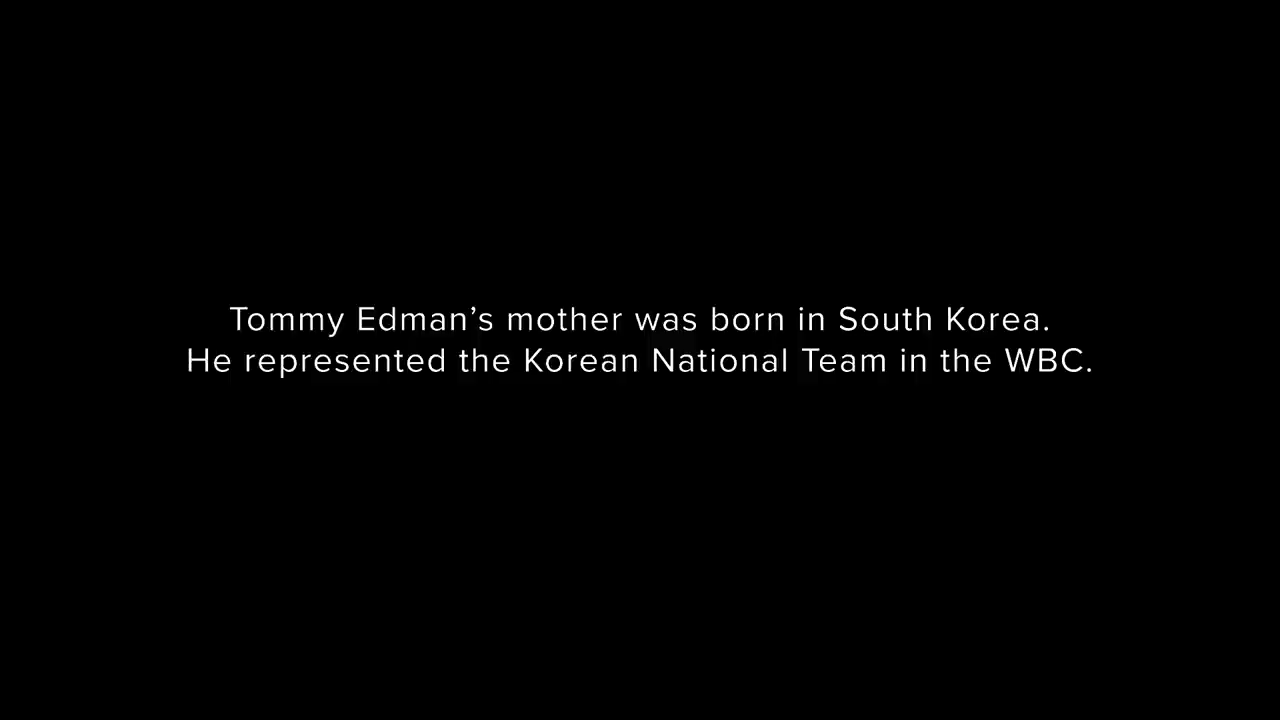 Tommy Edman’s mother was born in South Korea.
He represented the Korean National Team in the WBC.